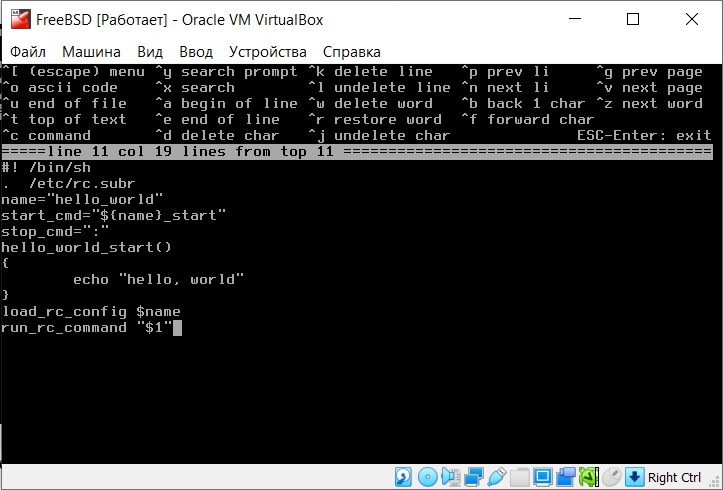 FreeBSD [Работает] - Oracle VM VirtualBox
Файл Машина Вид Ввод Устройства Справка
^[ (escape) menu ^y search prompt ^k delete line ^p prev li ^g prev page
^o ascii code ^x search ^l undelete line ^n next li ^v next page
^u end of file ^a begin of line ^w delete word ^b back 1 char ^z next word
^t top of text ^e end of line ^r restore word ^f forward char
^c command ^d delete char ^j undelete char ESC-Enter: exit
=====line 11 col 19 lines from top 11 =========================================
#! /bin/sh
. /etc/rc.subr
name="hello_world"
start_cmd="${name}_start"
stop_cmd=":"
hello_world_start()
{
echo "hello, world"
}
load_rc_config $name
run_rc_command "$1"
Right Ctrl